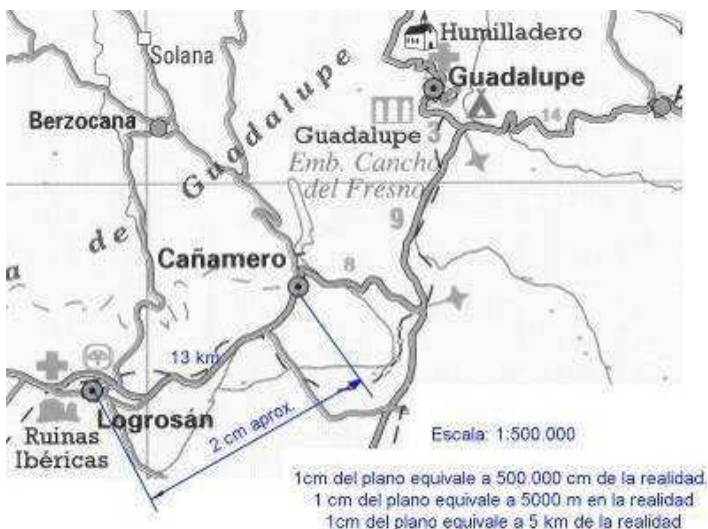 Humilladero
Solana
Guadalupe
14
Berzocana
Guadalupe
3
Guadalupe
Emb. Cancho
del Fresno
de
9
a
Cañamero
8
13 km
Logrosán
2 cm aprox.
Ruinas
Ibéricas
Escala: 1:500.000
1cm del plano equivale a 500.000 cm de la realidad.
1 cm del plano equivale a 5000 m en la realidad
1cm del plano equivale a 5 km de la realidad